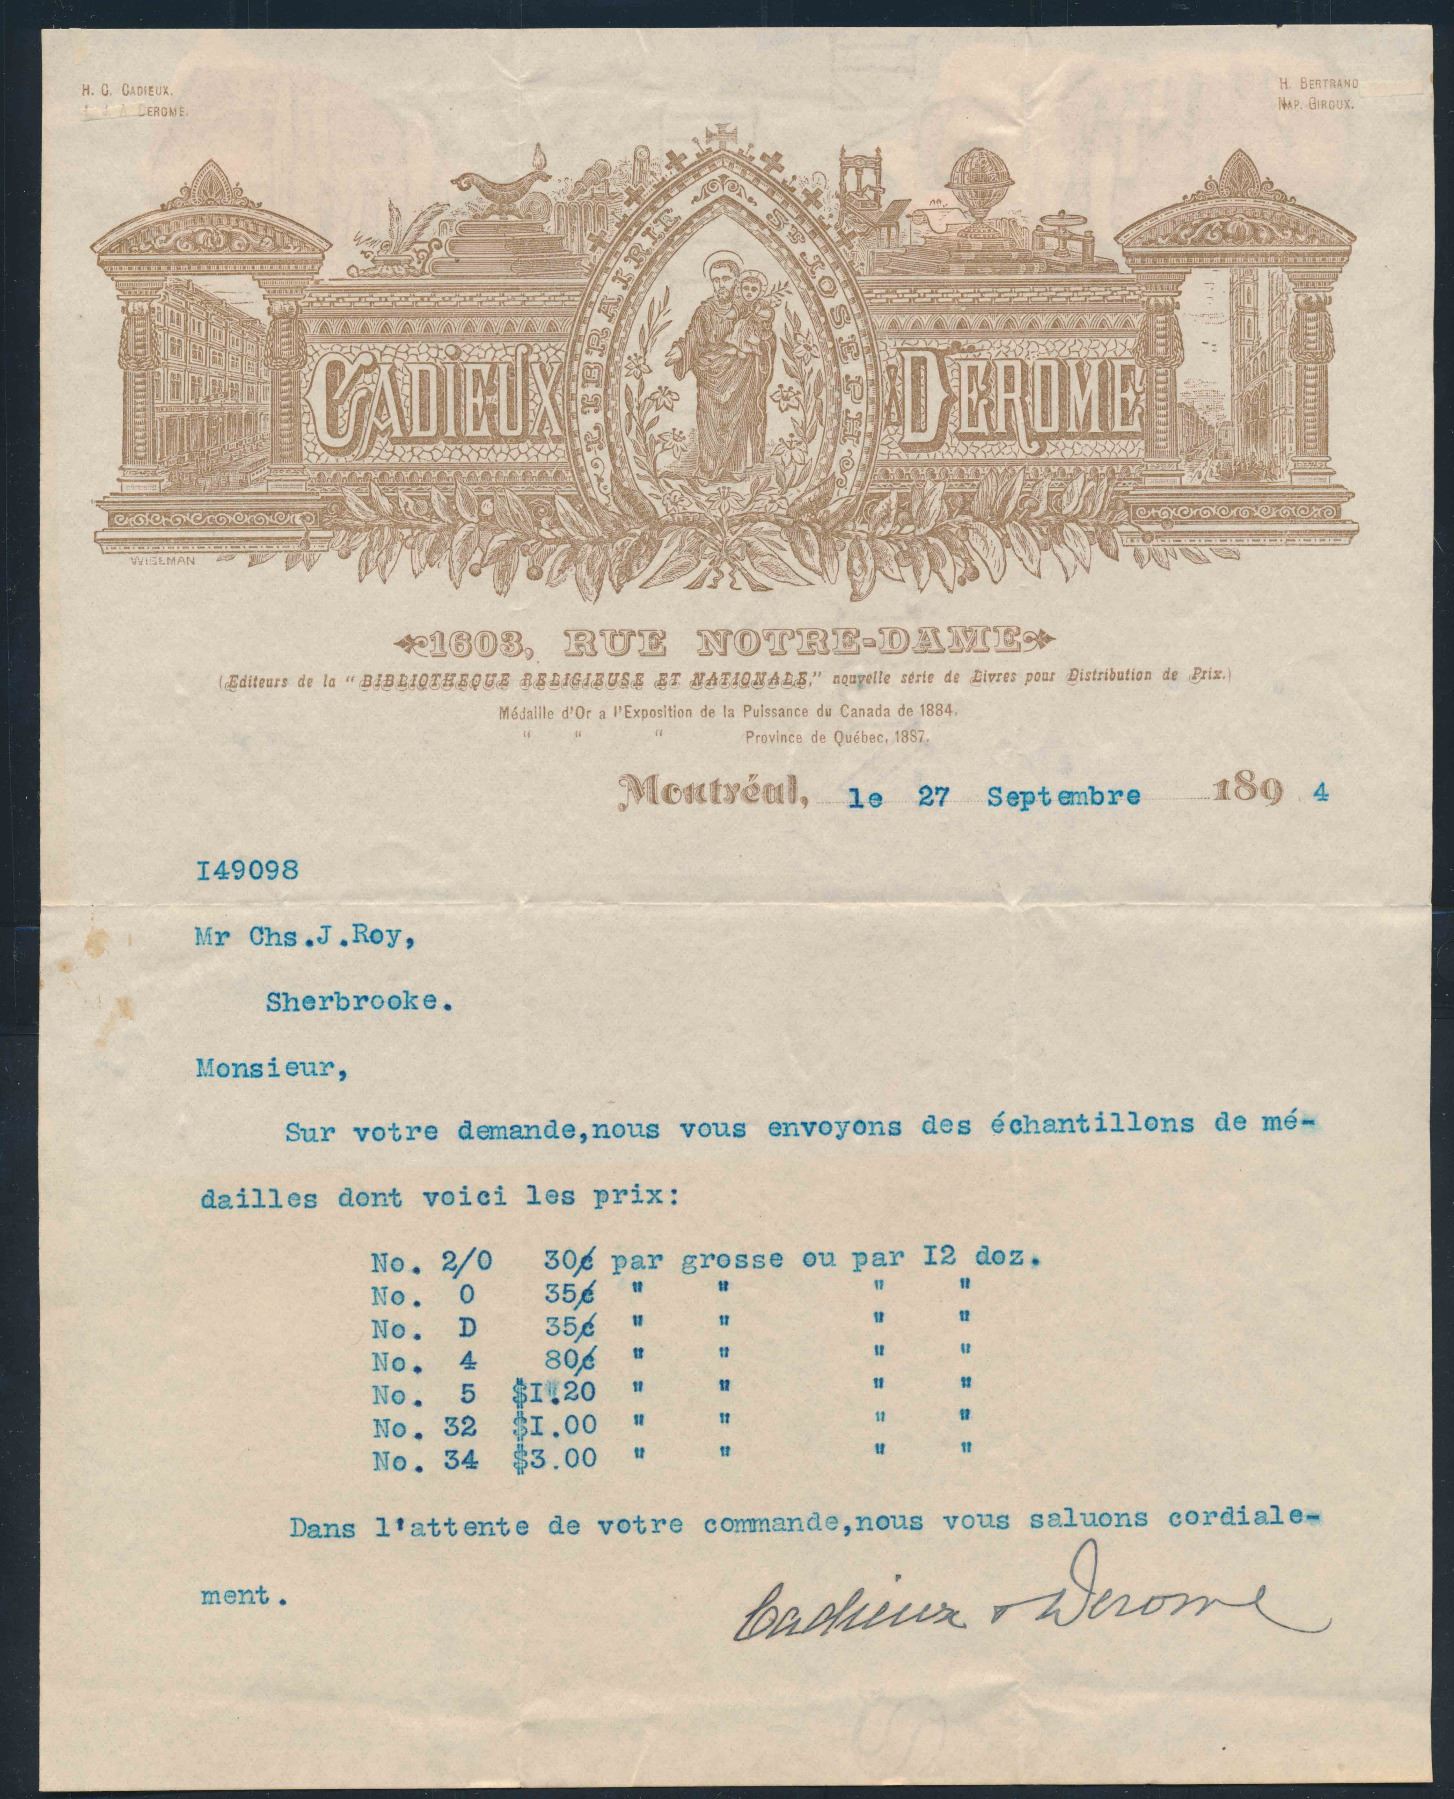 H. C. CADIEUX.
DEROME.
H. BERTRAND
NAP. GIROUX.
LIBRAIRIE ST JOSEPH
CADIEUX & DEROME
WISEMAN
1603, RUE NOTRE-DAME
(Editeurs de la "BIBLIOTHEQUE RELIGIEUSE ET NATIONALE," nouvelle série de Livres pour Distribution de Prix.)
Médaille d'Or a l'Exposition de la Puissance du Canada de 1884.
" " " Province de Québec, 1887.
Montréal, le 27 Septembre 1894
I49098
Mr Chs.J.Roy,
Sherbrooke.
Monsieur,
Sur votre demande,nous vous envoyons des échantillons de mé-
dailles dont voici les prix:
No. 2/0 30¢ par grosse ou par I2 doz.
No. 0 35¢ " " " "
No. D 35¢ " " " "
No. 4 80¢ " " " "
No. 5 $I.20 " " " "
No. 32 $I.00 " " " "
No. 34 $3.00 " " " "
Dans l'attente de votre commande,nous vous saluons cordiale-
ment.
Cadieux & Derome